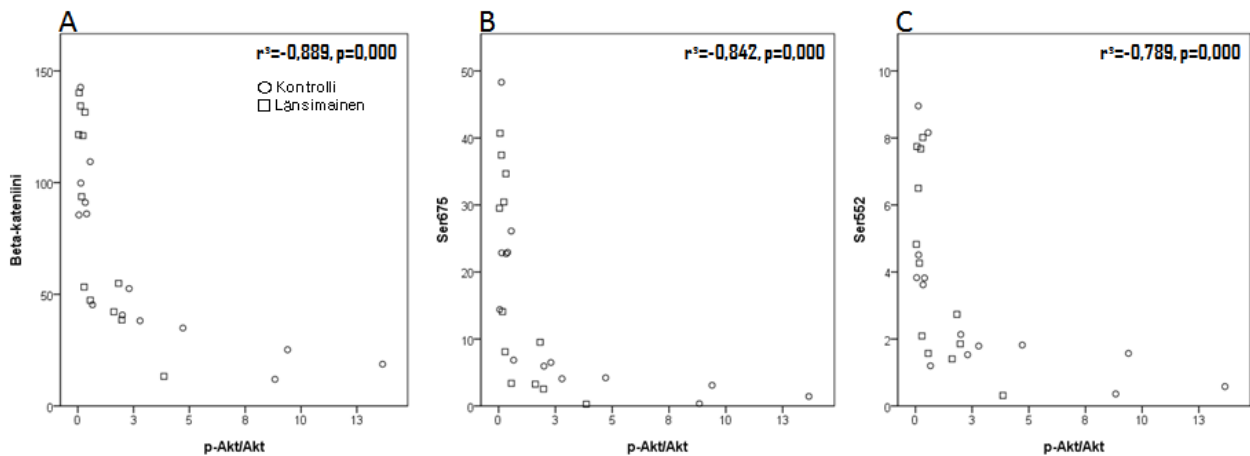 A
rˢ=-0,889, p=0,000
Kontrolli
Länsimainen
150
100
50
0
Beta-kateniini
0 3 5 8 10 13
p-Akt/Akt
B
rˢ=-0,842, p=0,000
50
40
30
20
10
0
Ser675
0 3 5 8 10 13
p-Akt/Akt
C
rˢ=-0,789, p=0,000
10
8
6
4
2
0
Ser552
0 3 5 8 10 13
p-Akt/Akt